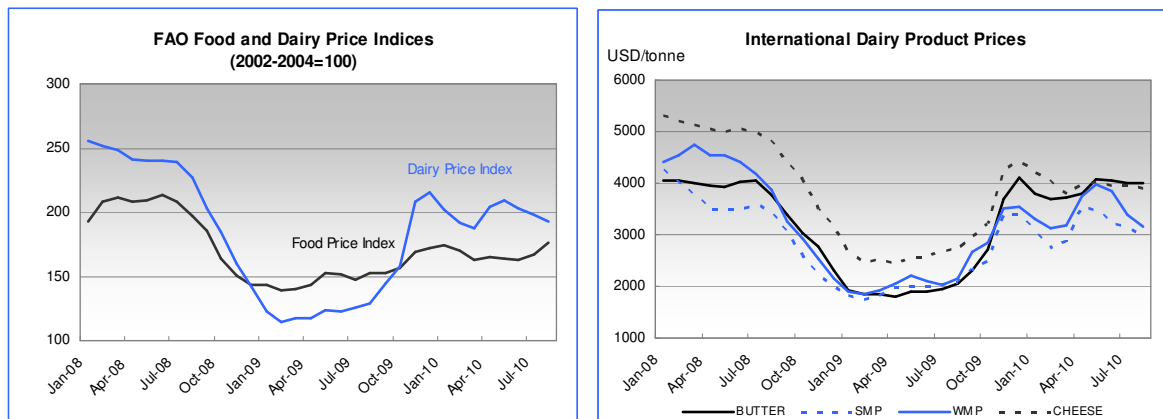 FAO Food and Dairy Price Indices
(2002-2004=100)
300
250
200
150
100
Dairy Price Index
Food Price Index
Jan-08
Apr-08
Jul-08
Oct-08
Jan-09
Apr-09
Jul-09
Oct-09
Jan-10
Apr-10
Jul-10
International Dairy Product Prices
USD/tonne
6000
5000
4000
3000
2000
1000
Jan-08
Apr-08
Jul-08
Oct-08
Jan-09
Apr-09
Jul-09
Oct-09
Jan-10
Apr-10
Jul-10
BUTTER SMP WMP CHEESE